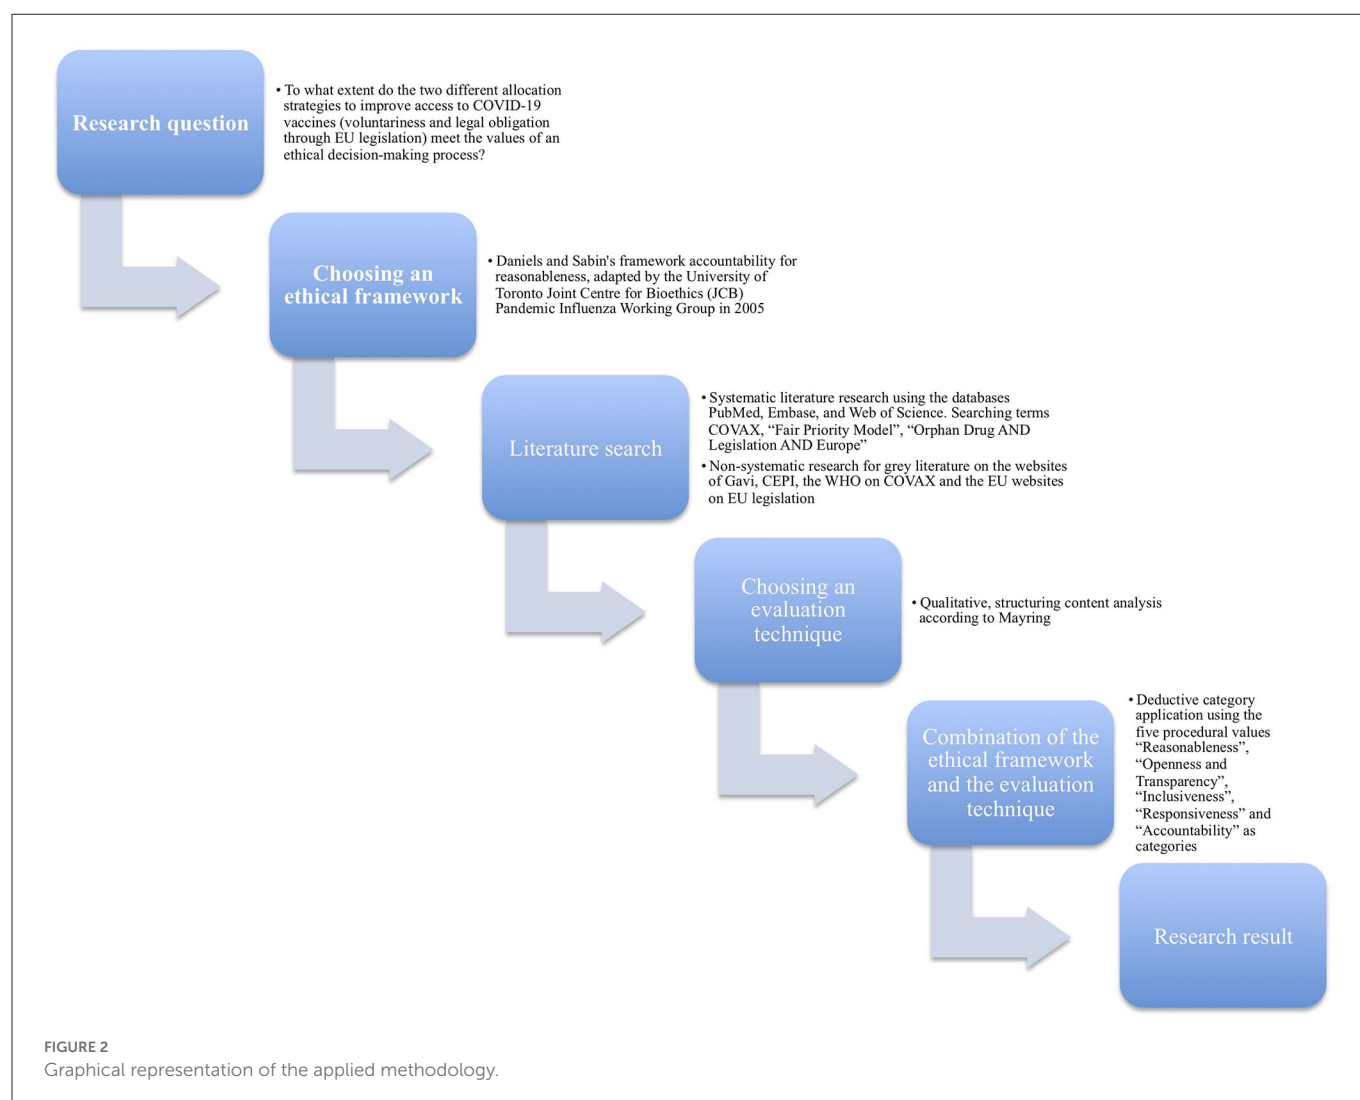 Research question
• To what extent do the two different allocation
strategies to improve access to COVID-19
vaccines (voluntariness and legal obligation
through EU legislation) meet the values of an
ethical decision-making process?
Choosing an
ethical framework
• Daniels and Sabin's framework accountability for
reasonableness, adapted by the University of
Toronto Joint Centre for Bioethics (JCB)
Pandemic Influenza Working Group in 2005
Literature search
• Systematic literature research using the databases
PubMed, Embase, and Web of Science. Searching terms
COVAX, “Fair Priority Model”, “Orphan Drug AND
Legislation AND Europe”
• Non-systematic research for grey literature on the websites
of Gavi, CEPI, the WHO on COVAX and the EU websites
on EU legislation
Choosing an
evaluation
technique
• Qualitative, structuring content analysis
according to Mayring
Combination of the
ethical framework
and the evaluation
technique
• Deductive category
application using the
five procedural values
“Reasonableness”,
“Openness and
Transparency”,
“Inclusiveness”,
“Responsiveness” and
“Accountability” as
categories
Research result
FIGURE 2
Graphical representation of the applied methodology.